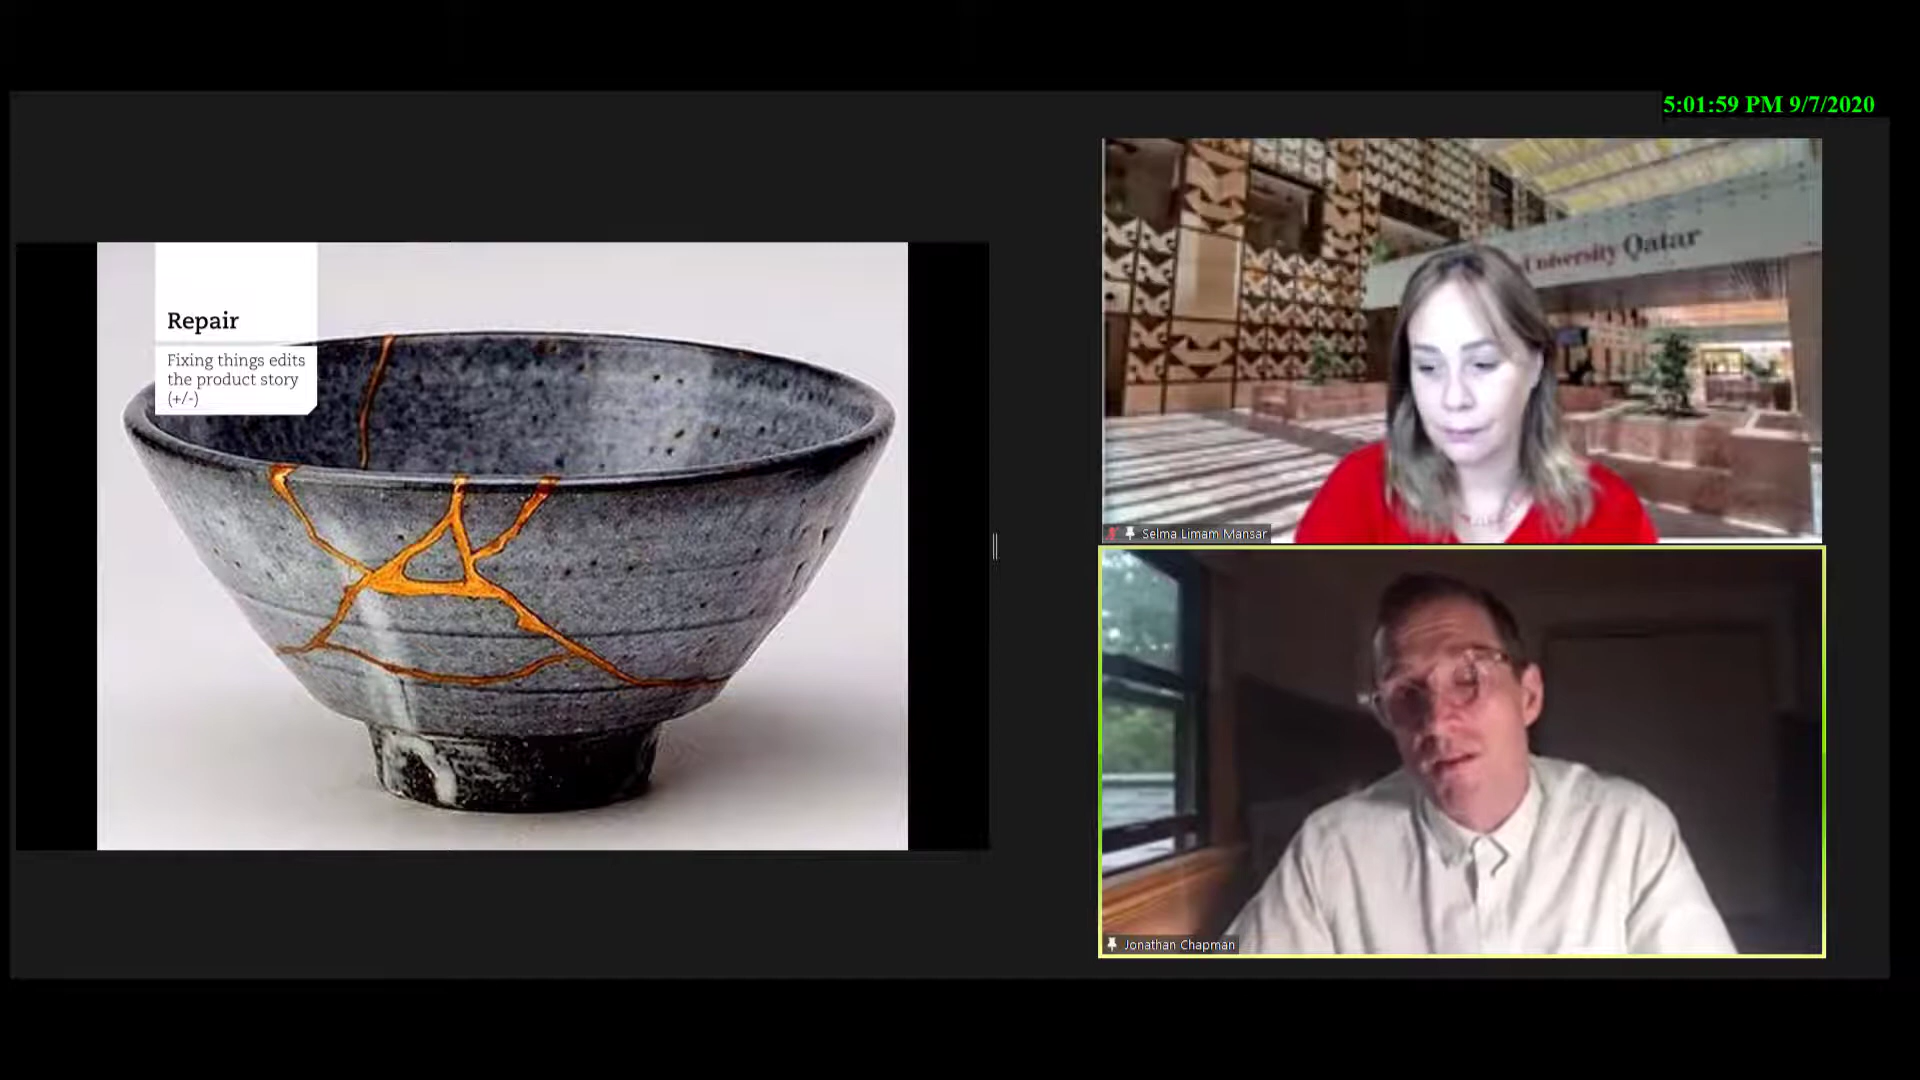 5:01:59 PM 9/7/2020
Repair
Fixing things edits
the product story
(+/-)
University Qatar
Selma Limam Mansar
Jonathan Chapman